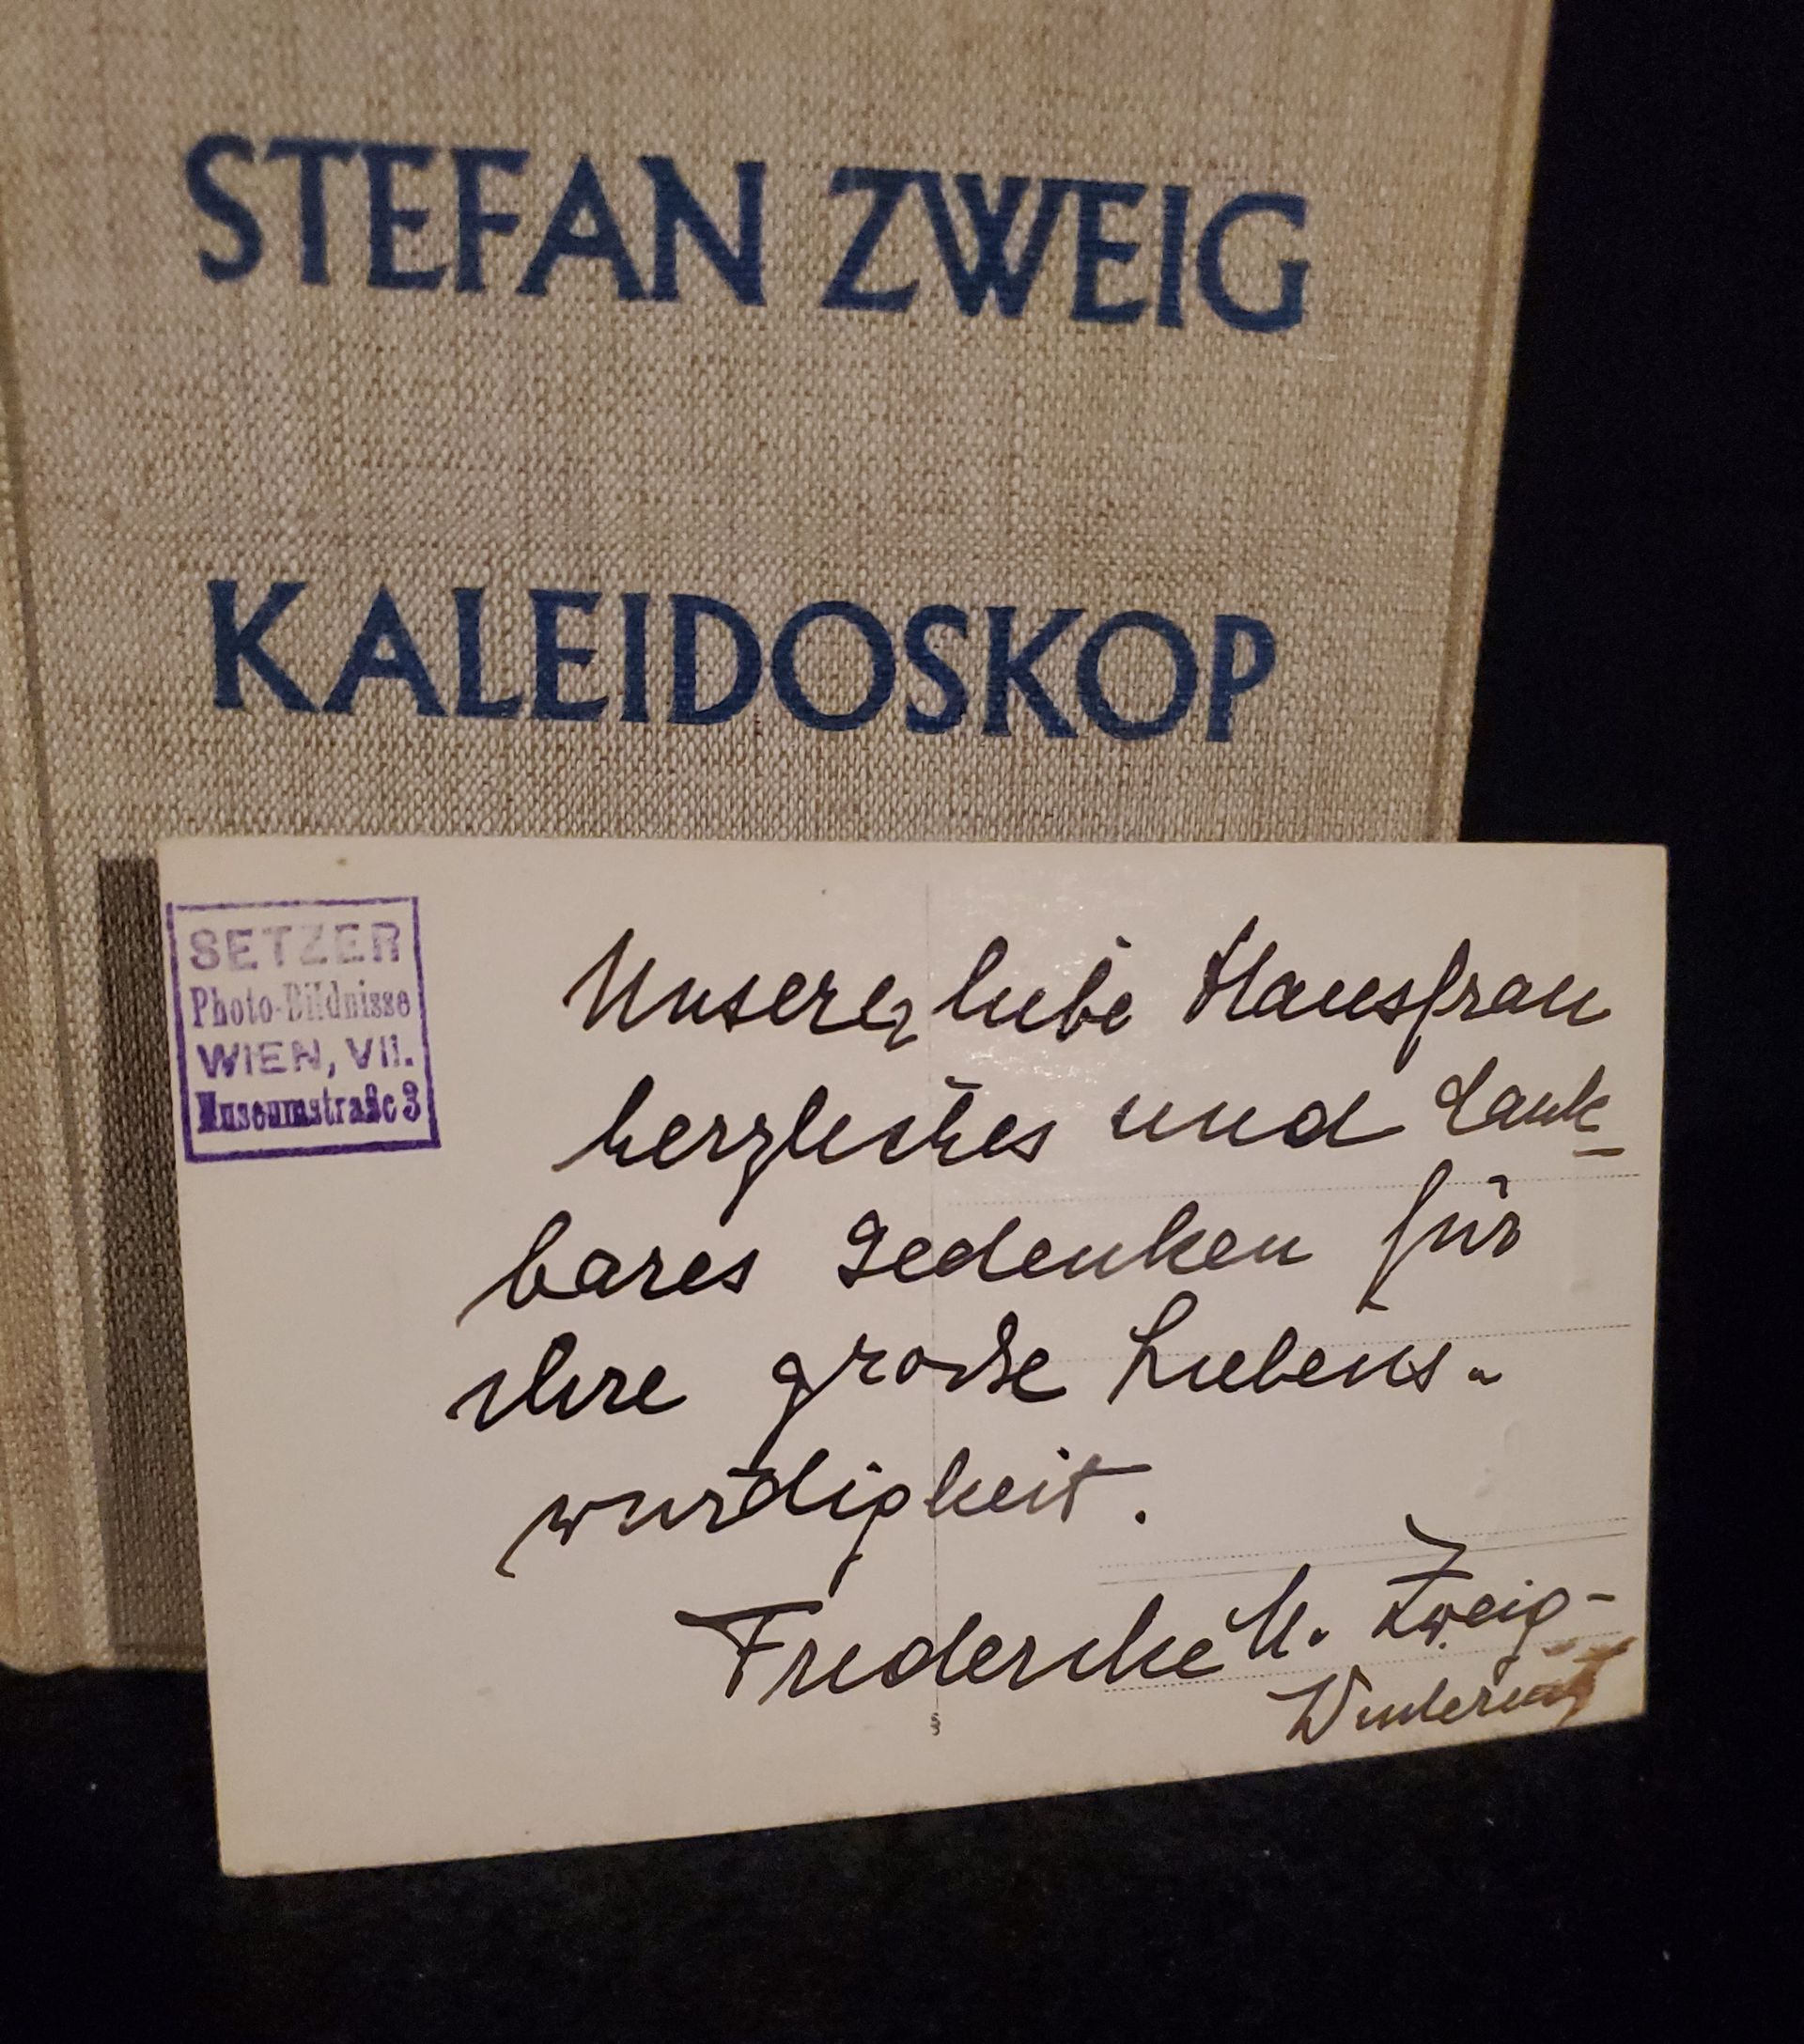 STEFAN ZWEIG
KALEIDOSKOP
SETZER
Photo-Bildnisse
WIEN, VII.
Museumstraße 3
Unserer liebe Hausfrau
herzliches und dank-
bares Gedenken für
ihre große Liebens-
würdigkeit.
Friderike M. Zweig-
Winternitz